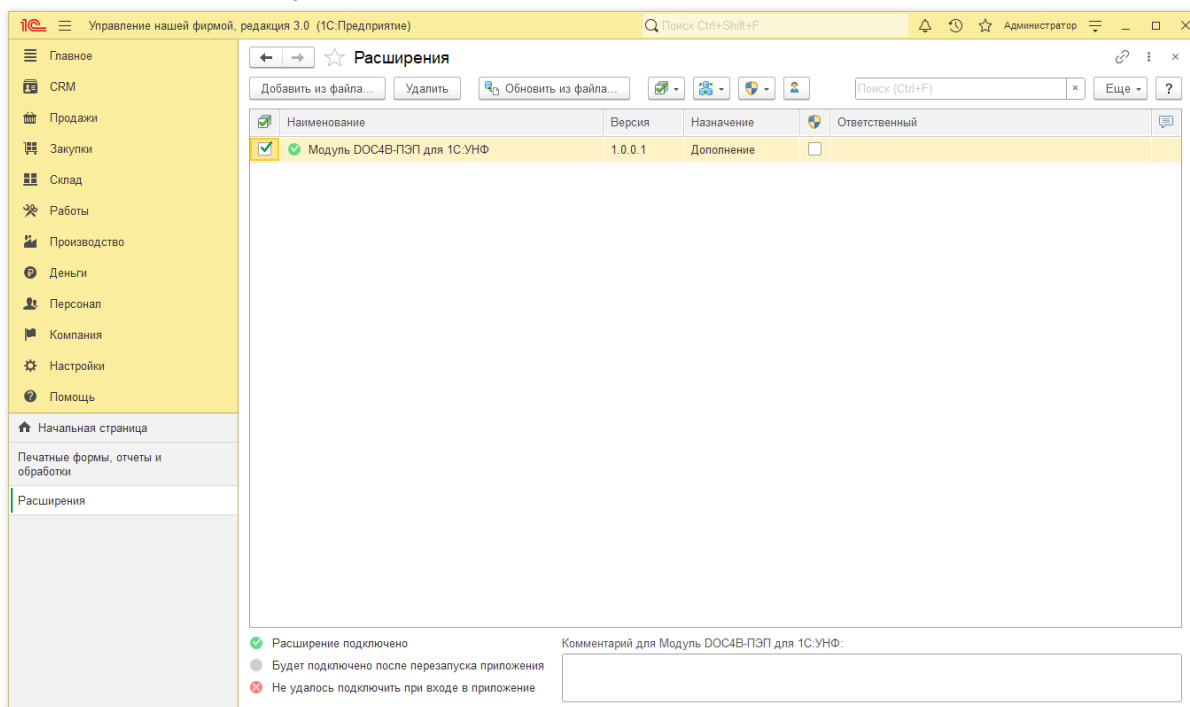 1С Управление нашей фирмой, редакция 3.0 (1С:Предприятие) Поиск Ctrl+Shift+F Администратор
Главное
CRM
Продажи
Закупки
Склад
Работы
Производство
Деньги
Персонал
Компания
Настройки
Помощь
Начальная страница
Печатные формы, отчеты и
обработки
Расширения
Расширения
Добавить из файла... Удалить Обновить из файла... Поиск (Ctrl+F) × Еще ?
Наименование Версия Назначение Ответственный
Модуль DOC4B-ПЭП для 1С:УНФ 1.0.0.1 Дополнение
Расширение подключено
Будет подключено после перезапуска приложения
Не удалось подключить при входе в приложение
Комментарий для Модуль DOC4B-ПЭП для 1С:УНФ: